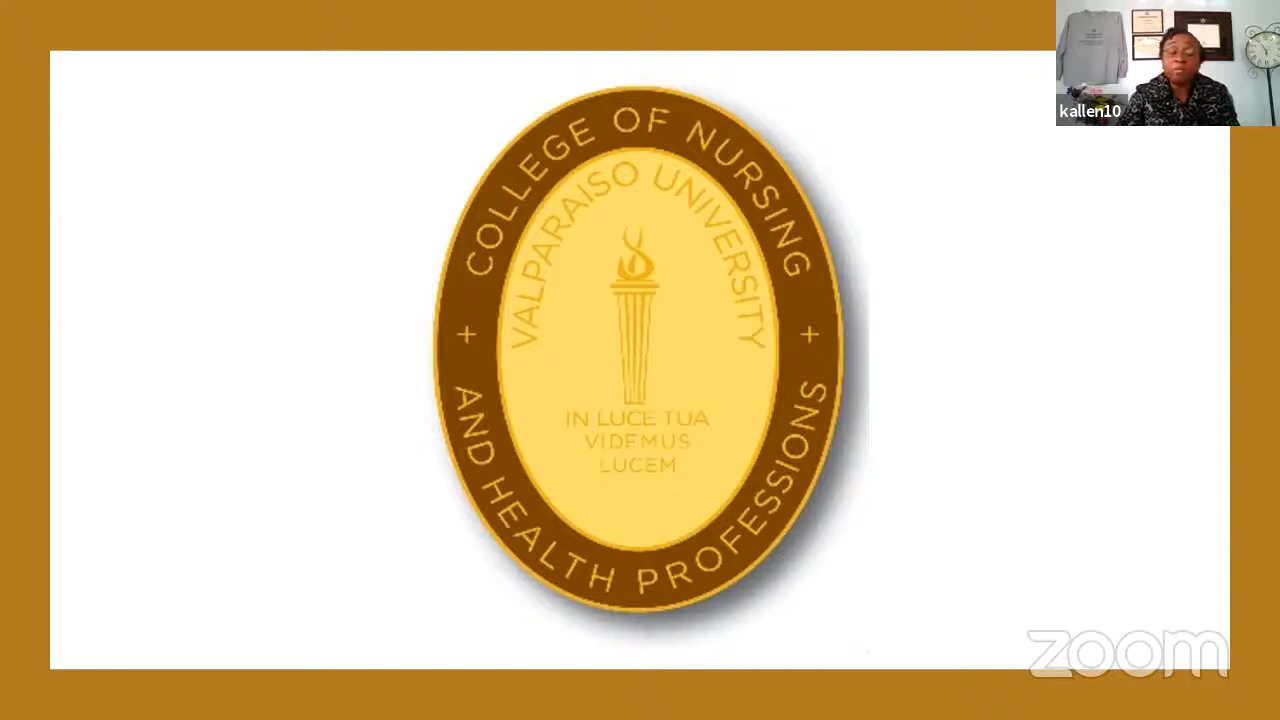 COLLEGE OF NURSING
AND HEALTH PROFESSIONS
VALPARAISO UNIVERSITY
IN LUCE TUA
VIDEMUS
LUCEM
kallen10
zoom